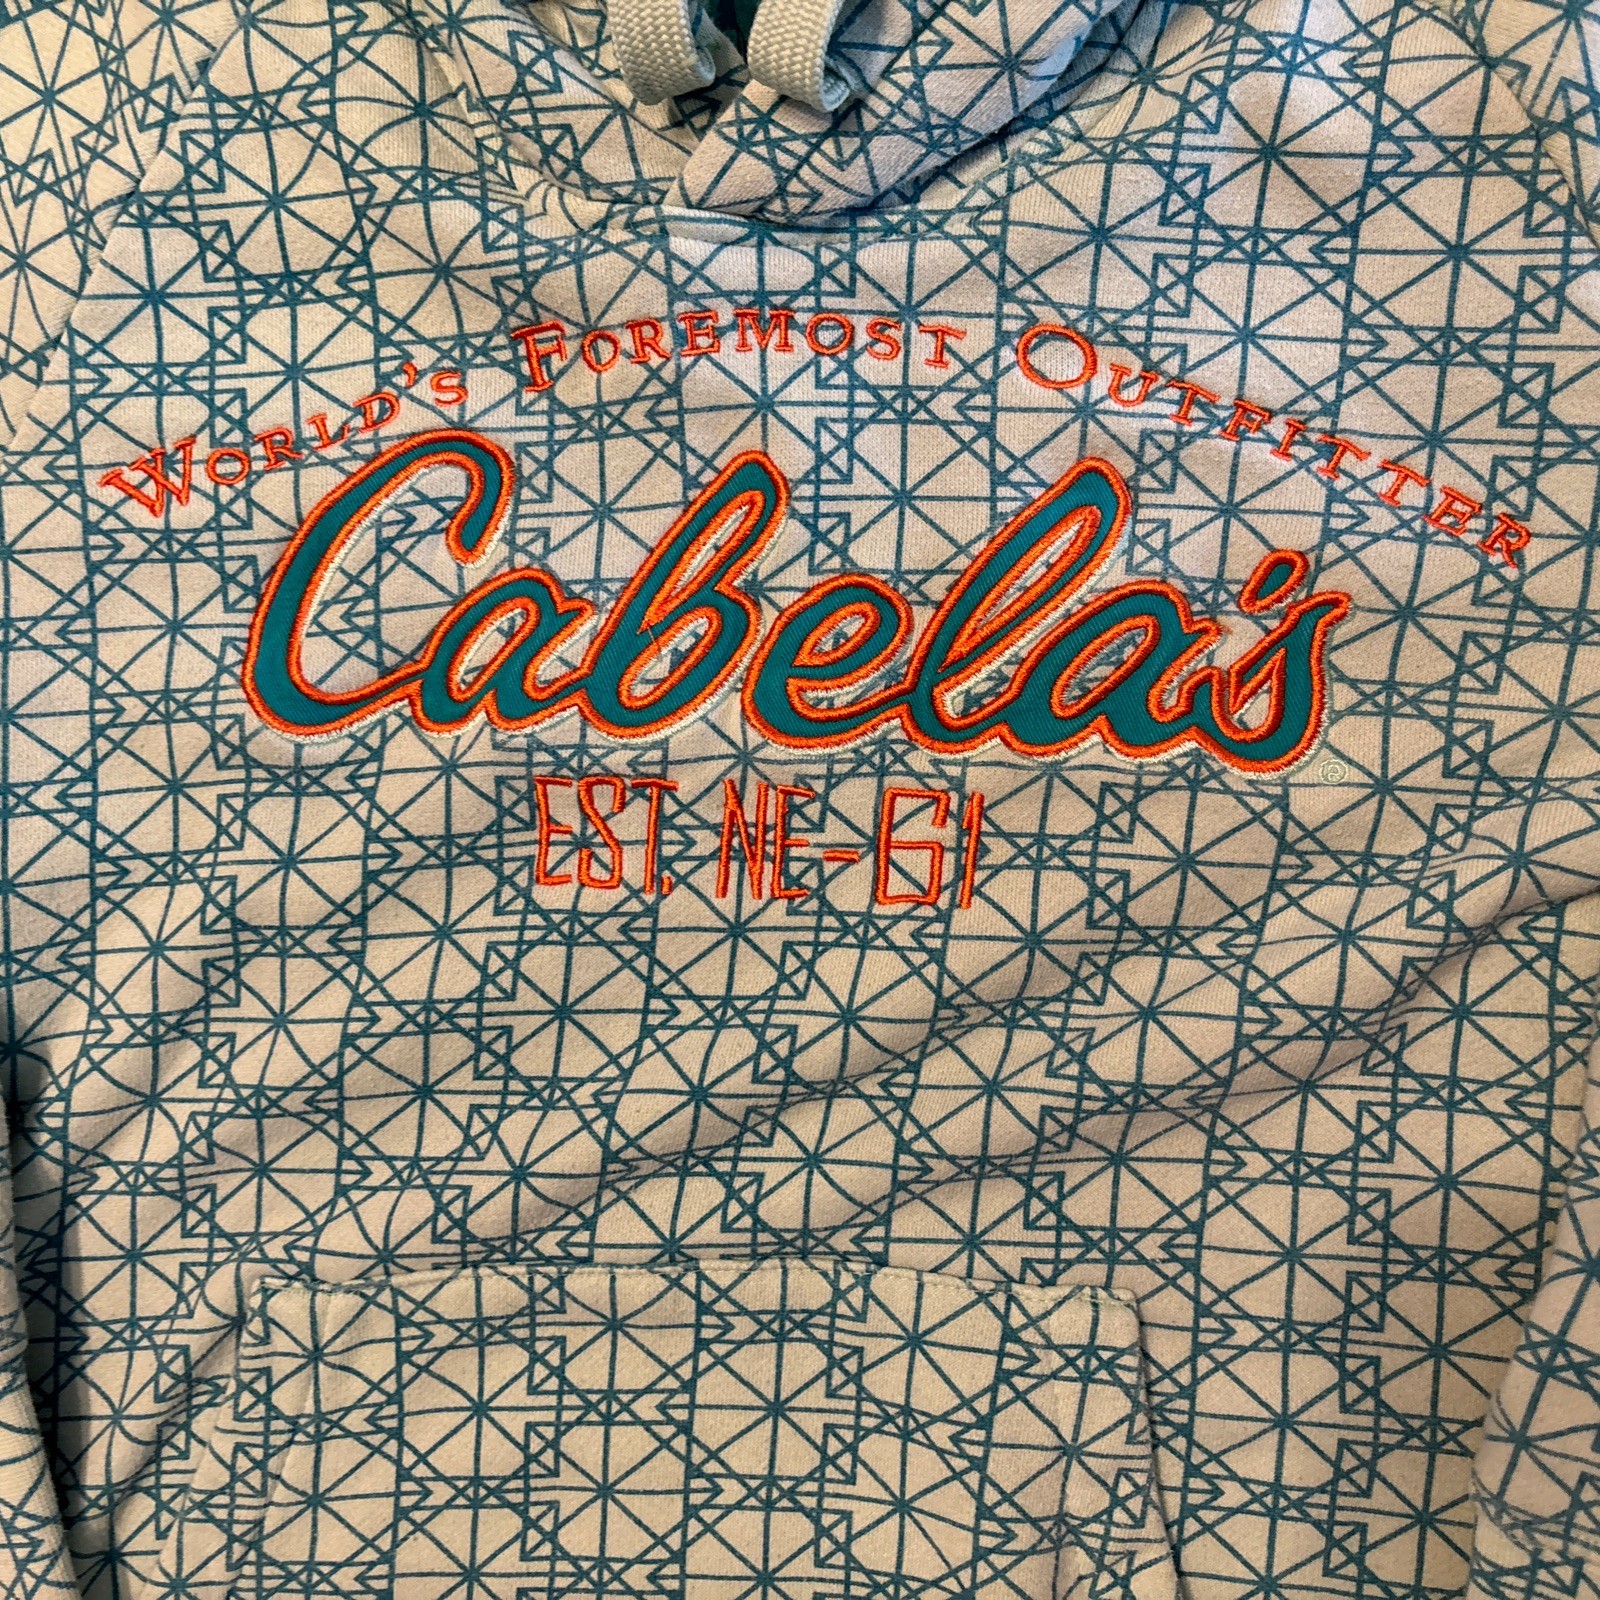 WORLD'S FOREMOST OUTFITTER
Cabela's®
EST. NE-61